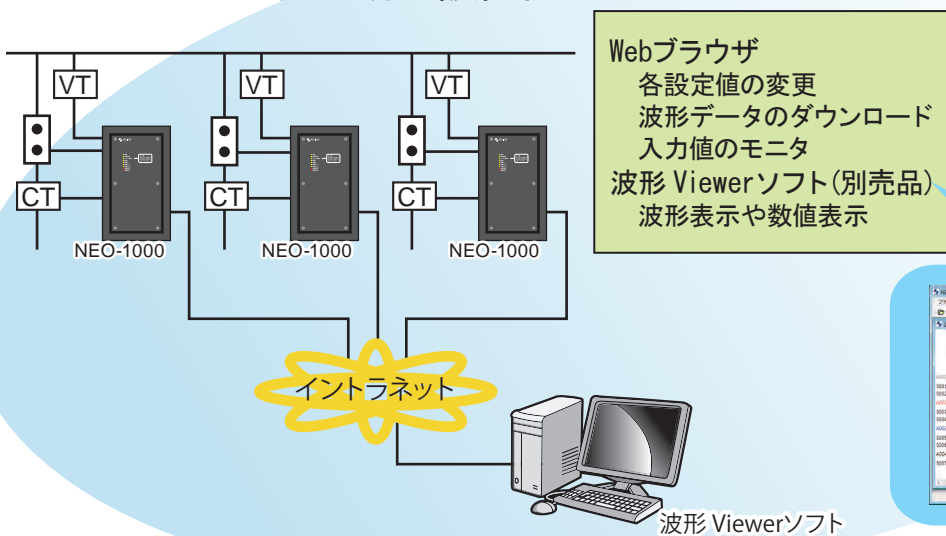 Webブラウザ
各設定値の変更
波形データのダウンロード
入力値のモニタ
波形 Viewerソフト(別売品)
波形表示や数値表示
VT
VT
VT
CT
CT
CT
NEO-1000
NEO-1000
NEO-1000
イントラネット
波形 Viewerソフト